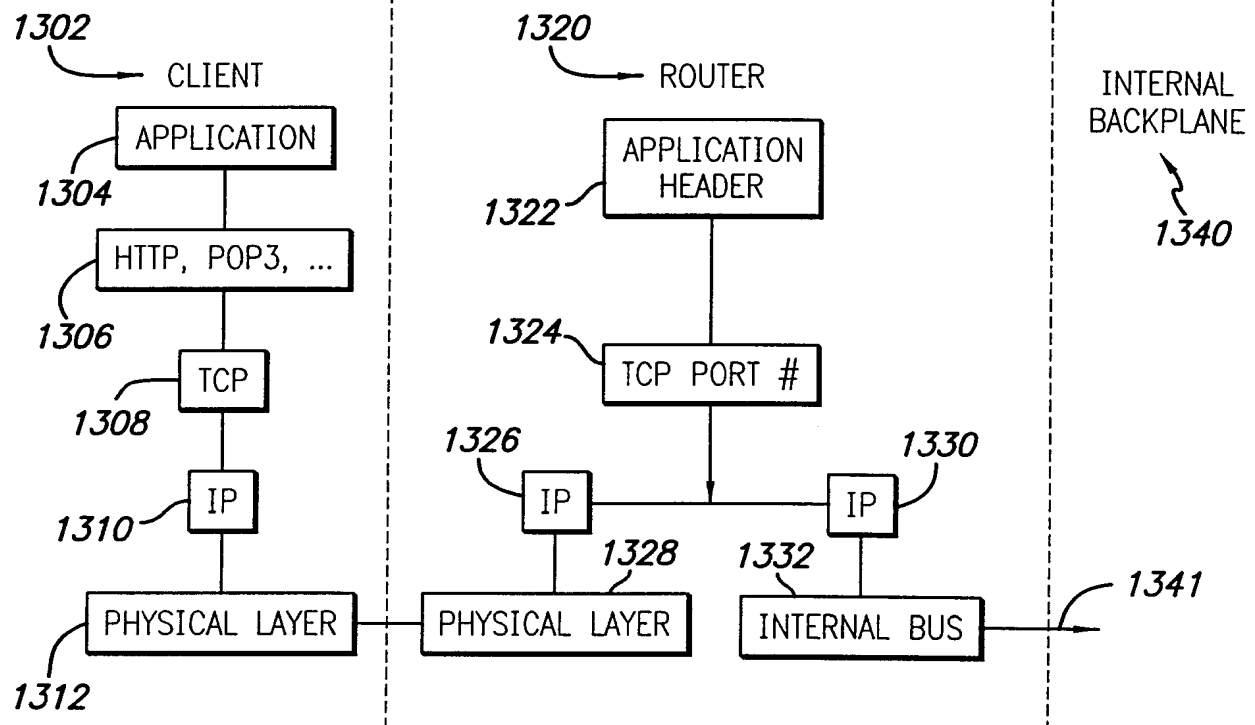 1302
CLIENT
APPLICATION
1304
HTTP, POP3, ...
1306
TCP
1308
IP
1310
PHYSICAL LAYER
1312
1320
ROUTER
APPLICATION
HEADER
1322
1324
TCP PORT #
1326
IP
1330
IP
1328
PHYSICAL LAYER
1332
INTERNAL BUS
INTERNAL
BACKPLANE
1340
1341